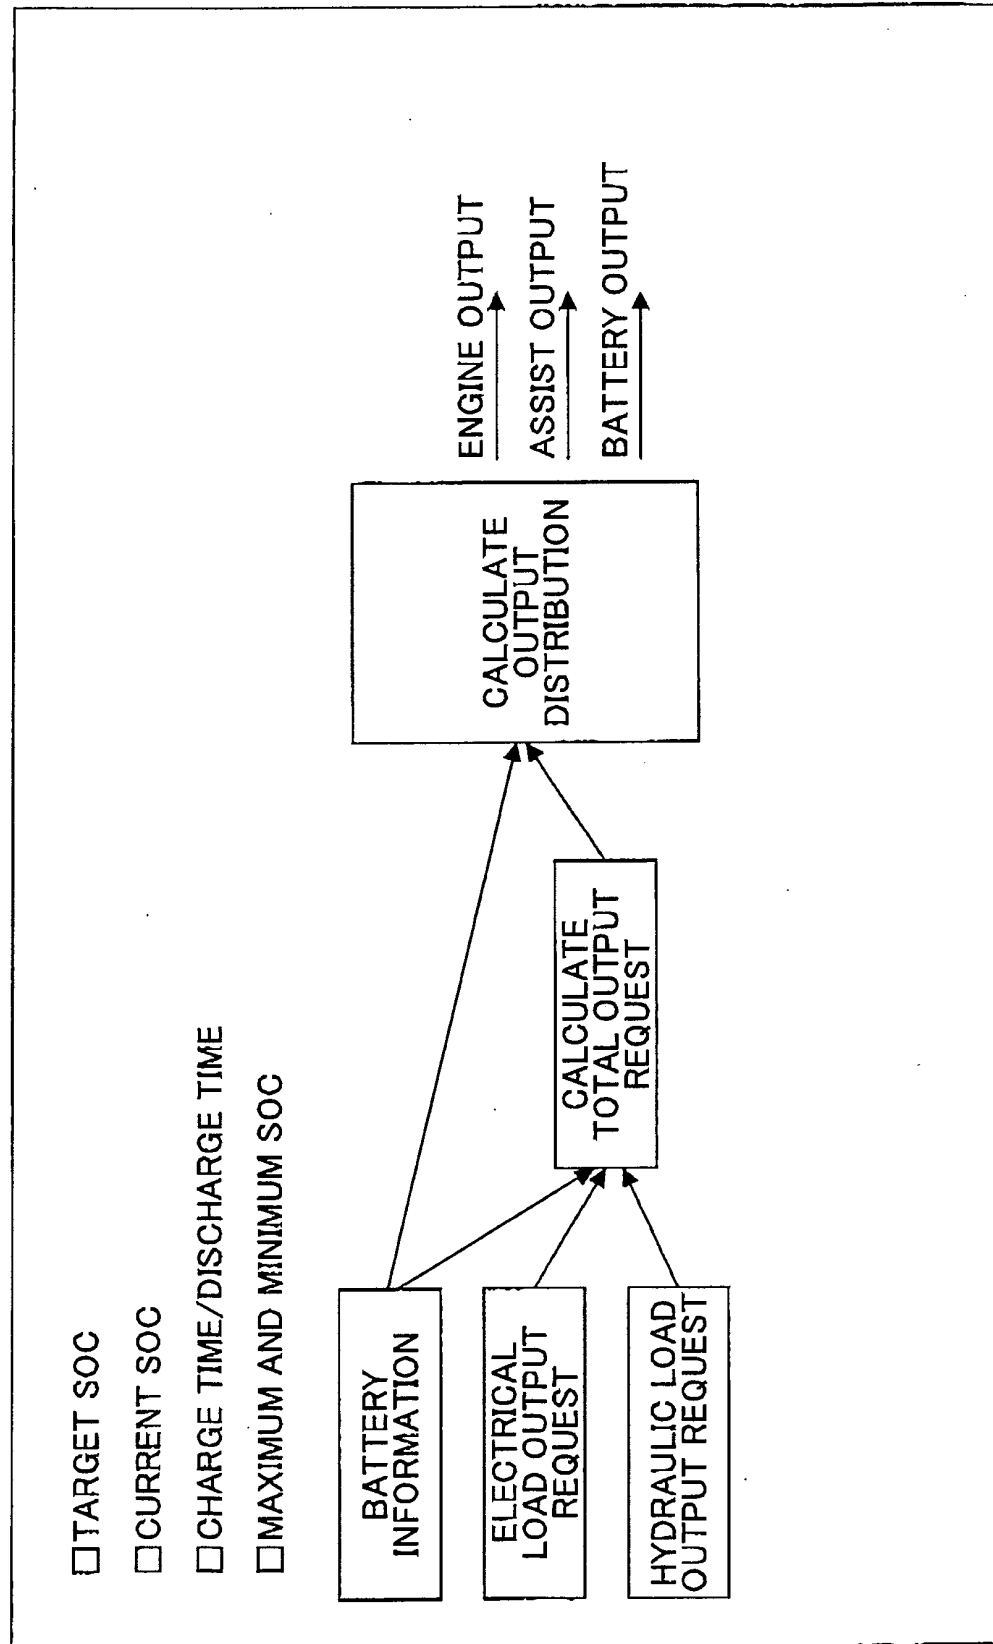 □TARGET SOC
□CURRENT SOC
□CHARGE TIME/DISCHARGE TIME
□MAXIMUM AND MINIMUM SOC
BATTERY
INFORMATION
ELECTRICAL
LOAD OUTPUT
REQUEST
HYDRAULIC LOAD
OUTPUT REQUEST
CALCULATE
TOTAL OUTPUT
REQUEST
CALCULATE
OUTPUT
DISTRIBUTION
ENGINE OUTPUT
ASSIST OUTPUT
BATTERY OUTPUT